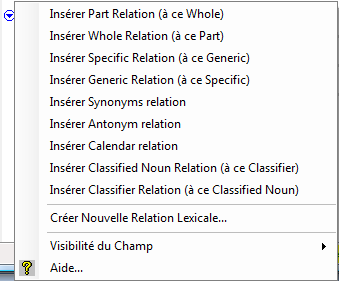 Insérer Part Relation (à ce Whole)
Insérer Whole Relation (à ce Part)
Insérer Specific Relation (à ce Generic)
Insérer Generic Relation (à ce Specific)
Insérer Synonyms relation
Insérer Antonym relation
Insérer Calendar relation
Insérer Classified Noun Relation (à ce Classifier)
Insérer Classifier Relation (à ce Classified Noun)
Créer Nouvelle Relation Lexicale...
Visibilité du Champ
Aide...